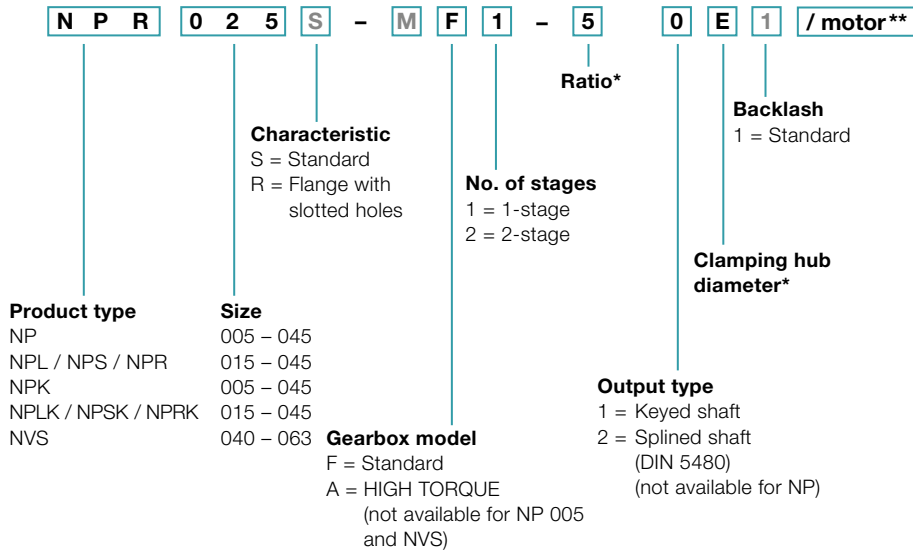 NPR 025 S – M F 1 – 5 0 E 1 / motor**
Ratio*
Backlash
1 = Standard
Characteristic
S = Standard
R = Flange with
slotted holes
No. of stages
1 = 1-stage
2 = 2-stage
Clamping hub
diameter*
Product type
NP
NPL / NPS / NPR
NPK
NPLK / NPSK / NPRK
NVS
Size
005 – 045
015 – 045
005 – 045
015 – 045
040 – 063
Gearbox model
F = Standard
A = HIGH TORQUE
(not available for NP 005
and NVS)
Output type
1 = Keyed shaft
2 = Splined shaft
(DIN 5480)
(not available for NP)